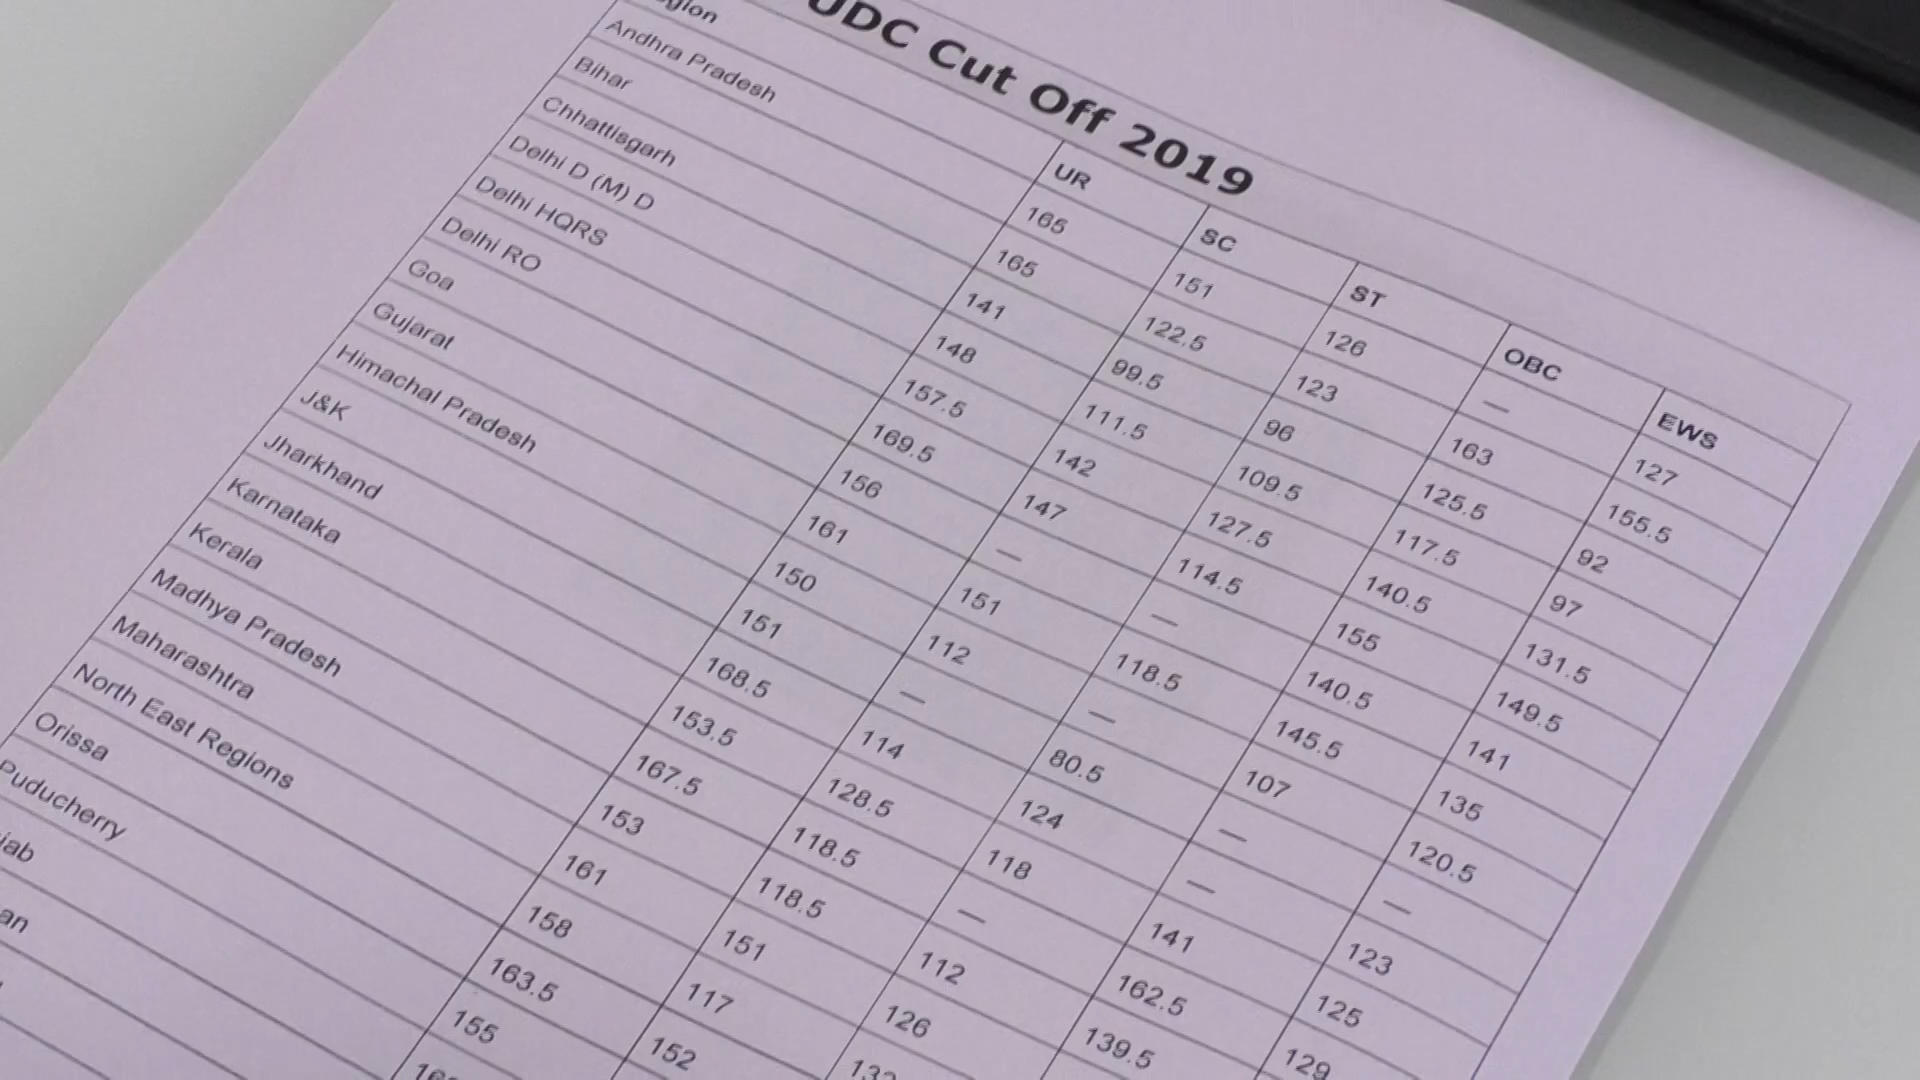 UDC Cut Off 2019
gion UR SC ST OBC EWS
Andhra Pradesh 165 151 126 — 127
Bihar 165 122.5 123 163 155.5
Chhattisgarh 141 99.5 96 125.5 92
Delhi D (M) D 148 111.5 109.5 117.5 97
Delhi HQRS 157.5 142 127.5 140.5 131.5
Delhi RO 169.5 147 114.5 155 149.5
Goa 156 — — 140.5 141
Gujarat 161 151 118.5 145.5 135
Himachal Pradesh 150 112 — 107 120.5
J&K 151 — 80.5 — —
Jharkhand 168.5 114 124 — 123
Karnataka 153.5 128.5 118 141 125
Kerala 167.5 118.5 — 162.5 129
Madhya Pradesh 153 118.5 112 139.5
Maharashtra 161 151 126
North East Regions 158 117
Orissa 163.5 152
Puducherry 155
jab
an